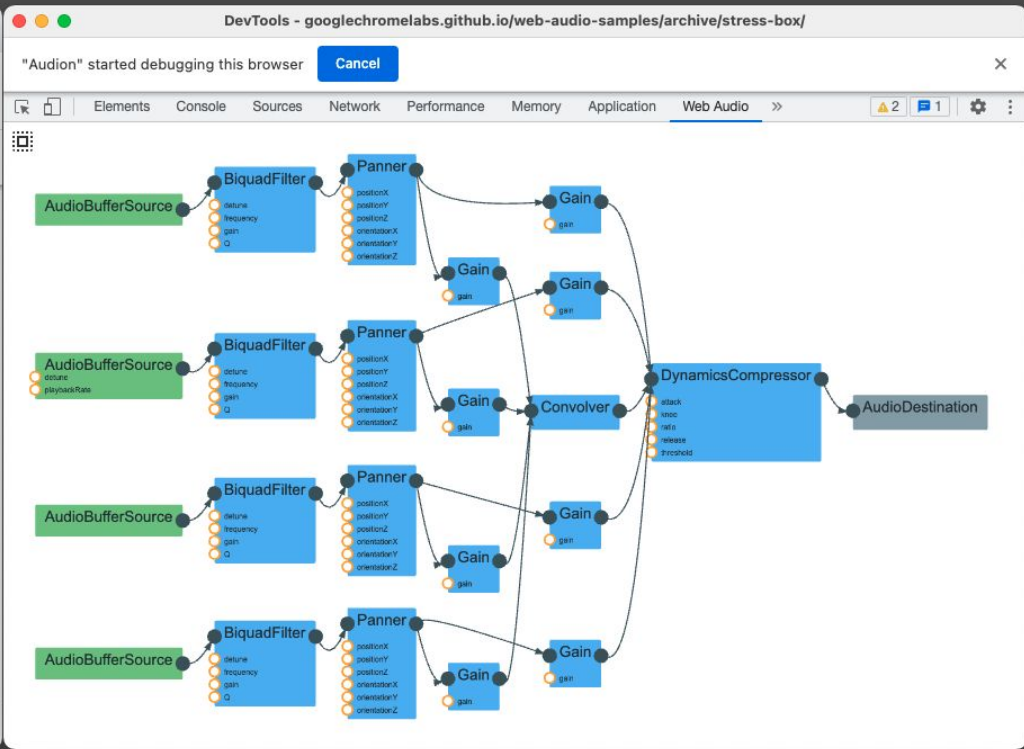 DevTools - googlechromelabs.github.io/web-audio-samples/archive/stress-box/
"Audion" started debugging this browser Cancel
Elements Console Sources Network Performance Memory Application Web Audio » 2 1
AudioBufferSource
BiquadFilter
detune
frequency
gain
Q
Panner
positionX
positionY
positionZ
orientationX
orientationY
orientationZ
Gain
gain
Gain
gain
Gain
gain
AudioBufferSource
detune
playbackRate
BiquadFilter
detune
frequency
gain
Q
Panner
positionX
positionY
positionZ
orientationX
orientationY
orientationZ
Gain
gain
Convolver
DynamicsCompressor
attack
knee
ratio
release
threshold
AudioDestination
AudioBufferSource
BiquadFilter
detune
frequency
gain
Q
Panner
positionX
positionY
positionZ
orientationX
orientationY
orientationZ
Gain
gain
Gain
gain
AudioBufferSource
BiquadFilter
detune
frequency
gain
Q
Panner
positionX
positionY
positionZ
orientationX
orientationY
orientationZ
Gain
gain
Gain
gain